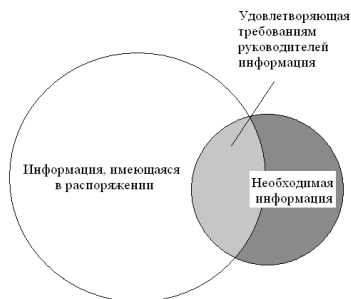 Удовлетворяющая
требованиям
руководителей
информация
Информация, имеющаяся
в распоряжении
Необходимая
информация